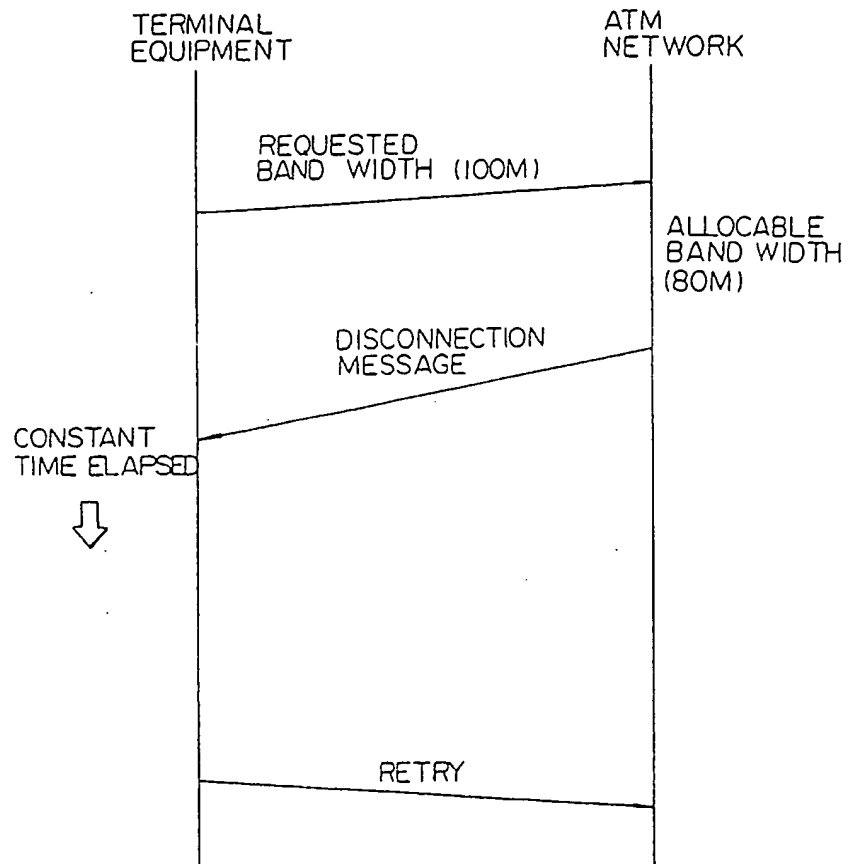 TERMINAL
EQUIPMENT
ATM
NETWORK
REQUESTED
BAND WIDTH (100M)
ALLOCABLE
BAND WIDTH
(80M)
DISCONNECTION
MESSAGE
CONSTANT
TIME ELAPSED
RETRY